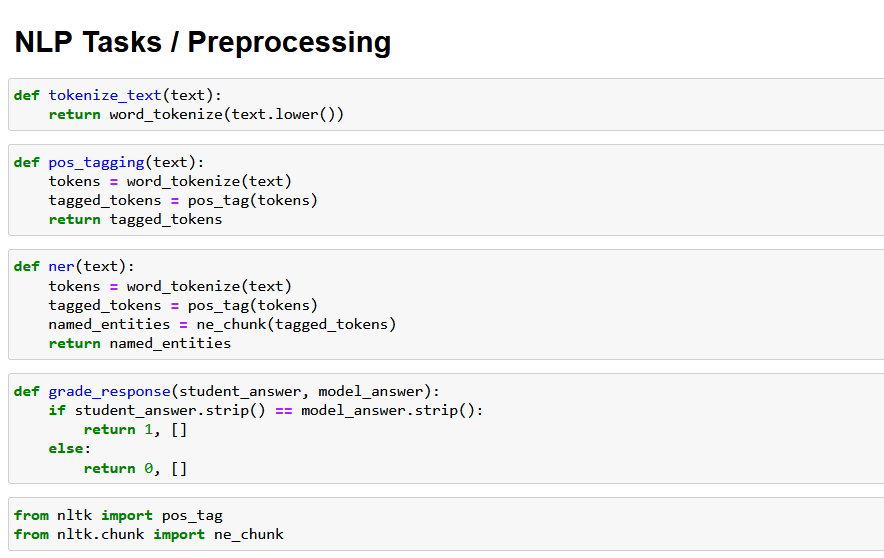 NLP Tasks / Preprocessing
def tokenize_text(text):
    return word_tokenize(text.lower())
def pos_tagging(text):
    tokens = word_tokenize(text)
    tagged_tokens = pos_tag(tokens)
    return tagged_tokens
def ner(text):
    tokens = word_tokenize(text)
    tagged_tokens = pos_tag(tokens)
    named_entities = ne_chunk(tagged_tokens)
    return named_entities
def grade_response(student_answer, model_answer):
    if student_answer.strip() == model_answer.strip():
        return 1, []
    else:
        return 0, []
from nltk import pos_tag
from nltk.chunk import ne_chunk